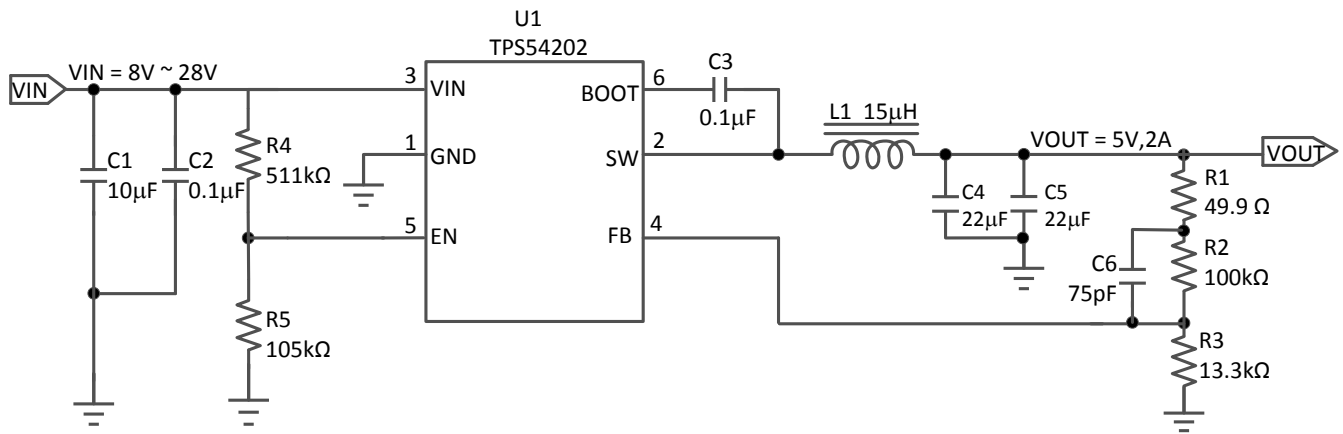 U1
TPS54202
VIN
VIN = 8V ~ 28V
3
VIN
BOOT
6
C3
0.1μF
L1 15μH
VOUT = 5V,2A
VOUT
R4
511kΩ
1
GND
SW
2
C1
10μF
C2
0.1μF
C4
22μF
C5
22μF
R1
49.9 Ω
5
EN
FB
4
R2
100kΩ
C6
75pF
R5
105kΩ
R3
13.3kΩ